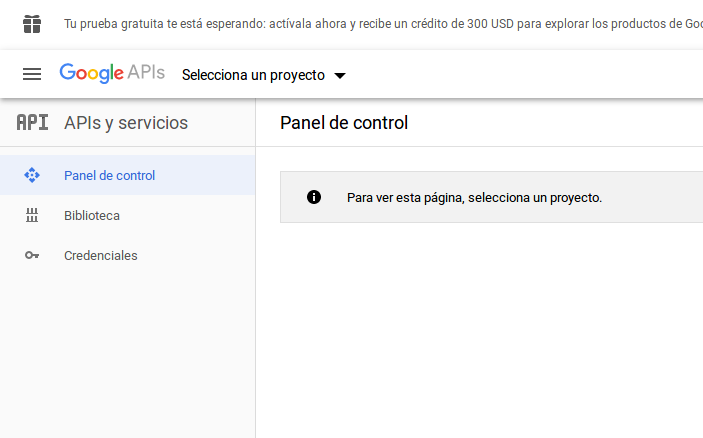 Tu prueba gratuita te está esperando: actívala ahora y recibe un crédito de 300 USD para explorar los productos de Goo
Google APIs Selecciona un proyecto
API APIs y servicios
Panel de control
Panel de control
Para ver esta página, selecciona un proyecto.
Biblioteca
Credenciales